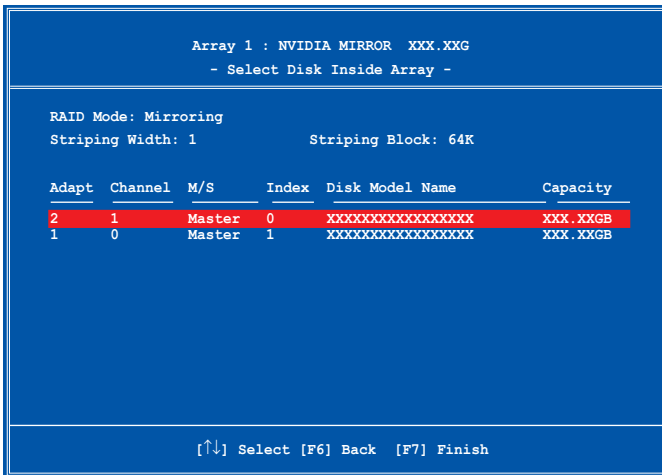 Array 1 : NVIDIA MIRROR XXX.XXG
- Select Disk Inside Array -
RAID Mode: Mirroring
Striping Width: 1 Striping Block: 64K
Adapt Channel M/S Index Disk Model Name Capacity
2 1 Master 0 XXXXXXXXXXXXXXXXX XXX.XXGB
1 0 Master 1 XXXXXXXXXXXXXXXXX XXX.XXGB
[↑↓] Select [F6] Back [F7] Finish